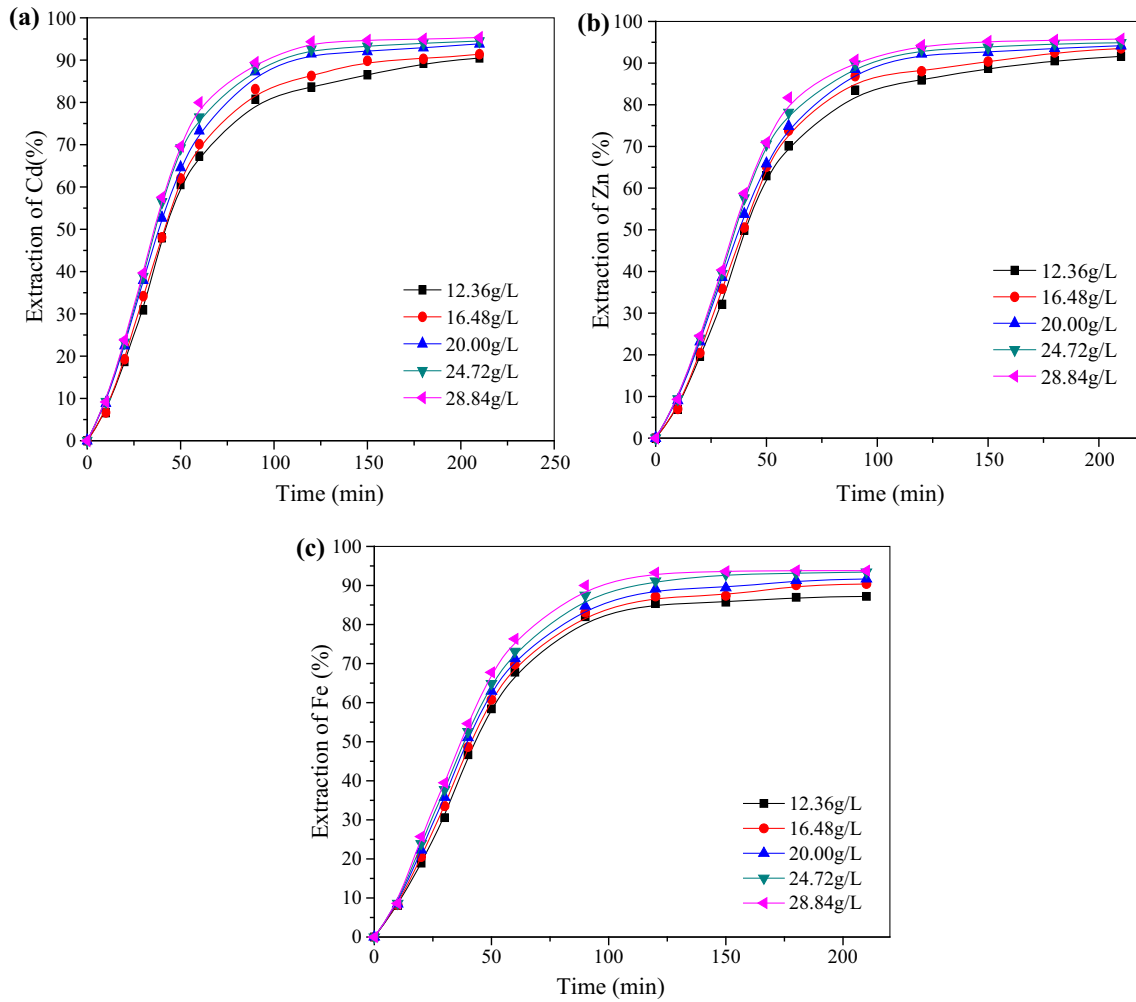 (a)
100
90
80
70
60
50
40
30
20
10
0
Extraction of Cd(%)
12.36g/L
16.48g/L
20.00g/L
24.72g/L
28.84g/L
0 50 100 150 200 250
Time (min)
(b)
100
90
80
70
60
50
40
30
20
10
0
Extraction of Zn (%)
12.36g/L
16.48g/L
20.00g/L
24.72g/L
28.84g/L
0 50 100 150 200
Time (min)
(c)
100
90
80
70
60
50
40
30
20
10
0
Extraction of Fe (%)
12.36g/L
16.48g/L
20.00g/L
24.72g/L
28.84g/L
0 50 100 150 200
Time (min)